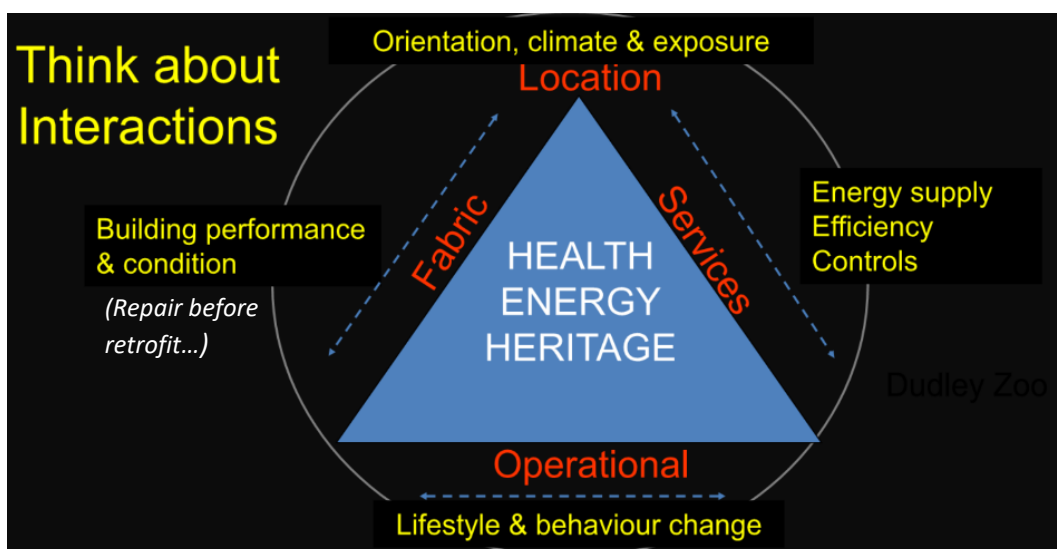 Think about
Interactions
Orientation, climate & exposure
Location
Building performance
& condition
(Repair before
retrofit...)
Fabric
HEALTH
ENERGY
HERITAGE
Services
Energy supply
Efficiency
Controls
Dudley Zoo
Operational
Lifestyle & behaviour change